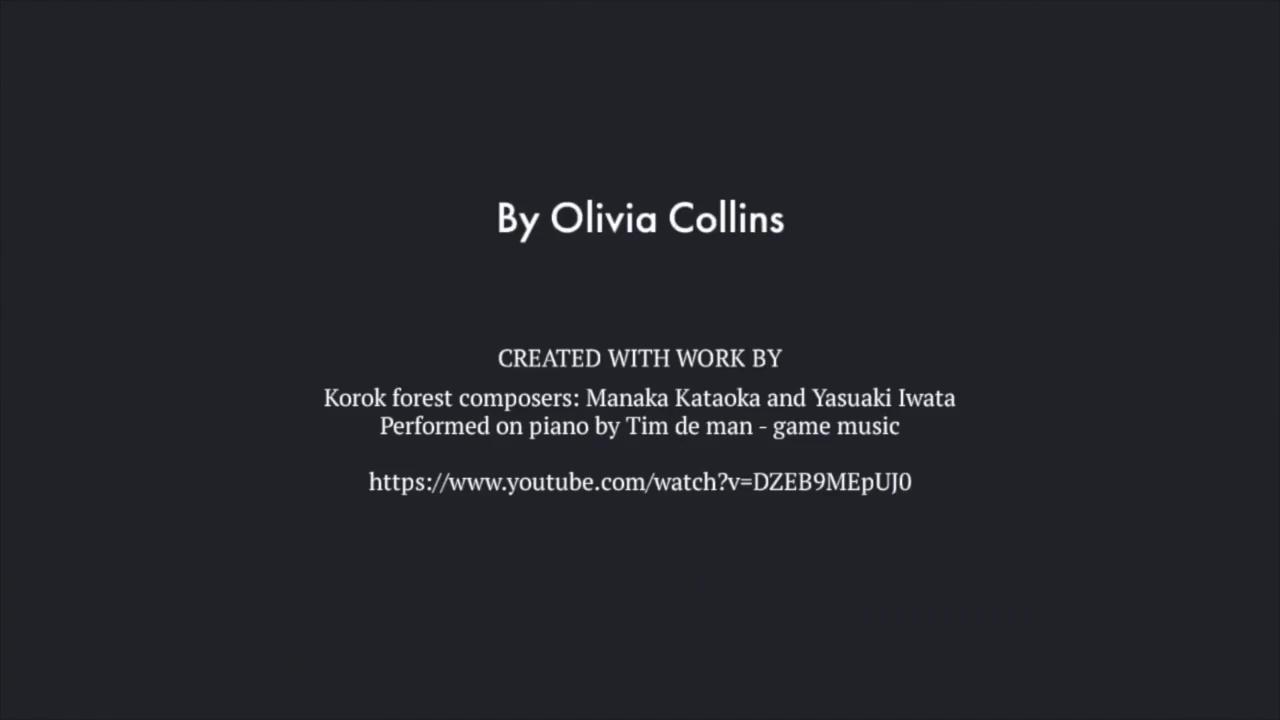 By Olivia Collins
CREATED WITH WORK BY
Korok forest composers: Manaka Kataoka and Yasuaki Iwata
Performed on piano by Tim de man - game music
https://www.youtube.com/watch?v=DZEB9MEpUJ0